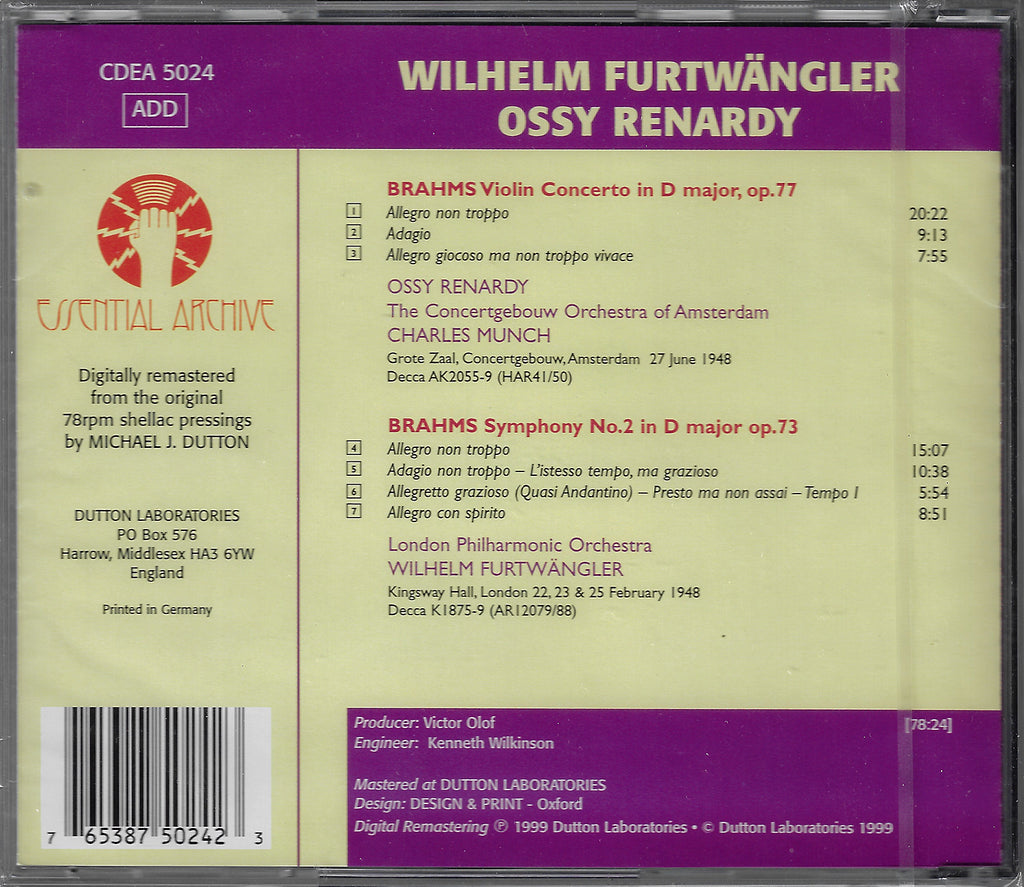 CDEA 5024
ADD
WILHELM FURTWÄNGLER
OSSY RENARDY
ESSENTIAL ARCHIVE
Digitally remastered
from the original
78rpm shellac pressings
by MICHAEL J. DUTTON
DUTTON LABORATORIES
PO Box 576
Harrow, Middlesex HA3 6YW
England
Printed in Germany
7 65387 50242 3
BRAHMS Violin Concerto in D major, op.77
1 Allegro non troppo 20:22
2 Adagio 9:13
3 Allegro giocoso ma non troppo vivace 7:55
OSSY RENARDY
The Concertgebouw Orchestra of Amsterdam
CHARLES MUNCH
Grote Zaal, Concertgebouw, Amsterdam 27 June 1948
Decca AK2055-9 (HAR41/50)
BRAHMS Symphony No.2 in D major op.73
4 Allegro non troppo 15:07
5 Adagio non troppo – L'istesso tempo, ma grazioso 10:38
6 Allegretto grazioso (Quasi Andantino) – Presto ma non assai – Tempo I 5:54
7 Allegro con spirito 8:51
London Philharmonic Orchestra
WILHELM FURTWÄNGLER
Kingsway Hall, London 22, 23 & 25 February 1948
Decca K1875-9 (AR12079/88)
Producer: Victor Olof [78:24]
Engineer: Kenneth Wilkinson
Mastered at DUTTON LABORATORIES
Design: DESIGN & PRINT - Oxford
Digital Remastering ℗ 1999 Dutton Laboratories • © Dutton Laboratories 1999